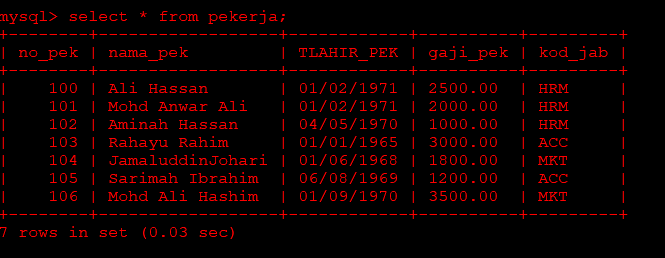 mysql> select * from pekerja;
+--------+------------------+------------+----------+---------+
| no_pek | nama_pek         | TLAHIR_PEK | gaji_pek | kod_jab |
+--------+------------------+------------+----------+---------+
|    100 | Ali Hassan       | 01/02/1971 | 2500.00  | HRM     |
|    101 | Mohd Anwar Ali   | 01/02/1971 | 2000.00  | HRM     |
|    102 | Aminah Hassan    | 04/05/1970 | 1000.00  | HRM     |
|    103 | Rahayu Rahim     | 01/01/1965 | 3000.00  | ACC     |
|    104 | JamaluddinJohari | 01/06/1968 | 1800.00  | MKT     |
|    105 | Sarimah Ibrahim  | 06/08/1969 | 1200.00  | ACC     |
|    106 | Mohd Ali Hashim  | 01/09/1970 | 3500.00  | MKT     |
+--------+------------------+------------+----------+---------+
7 rows in set (0.03 sec)